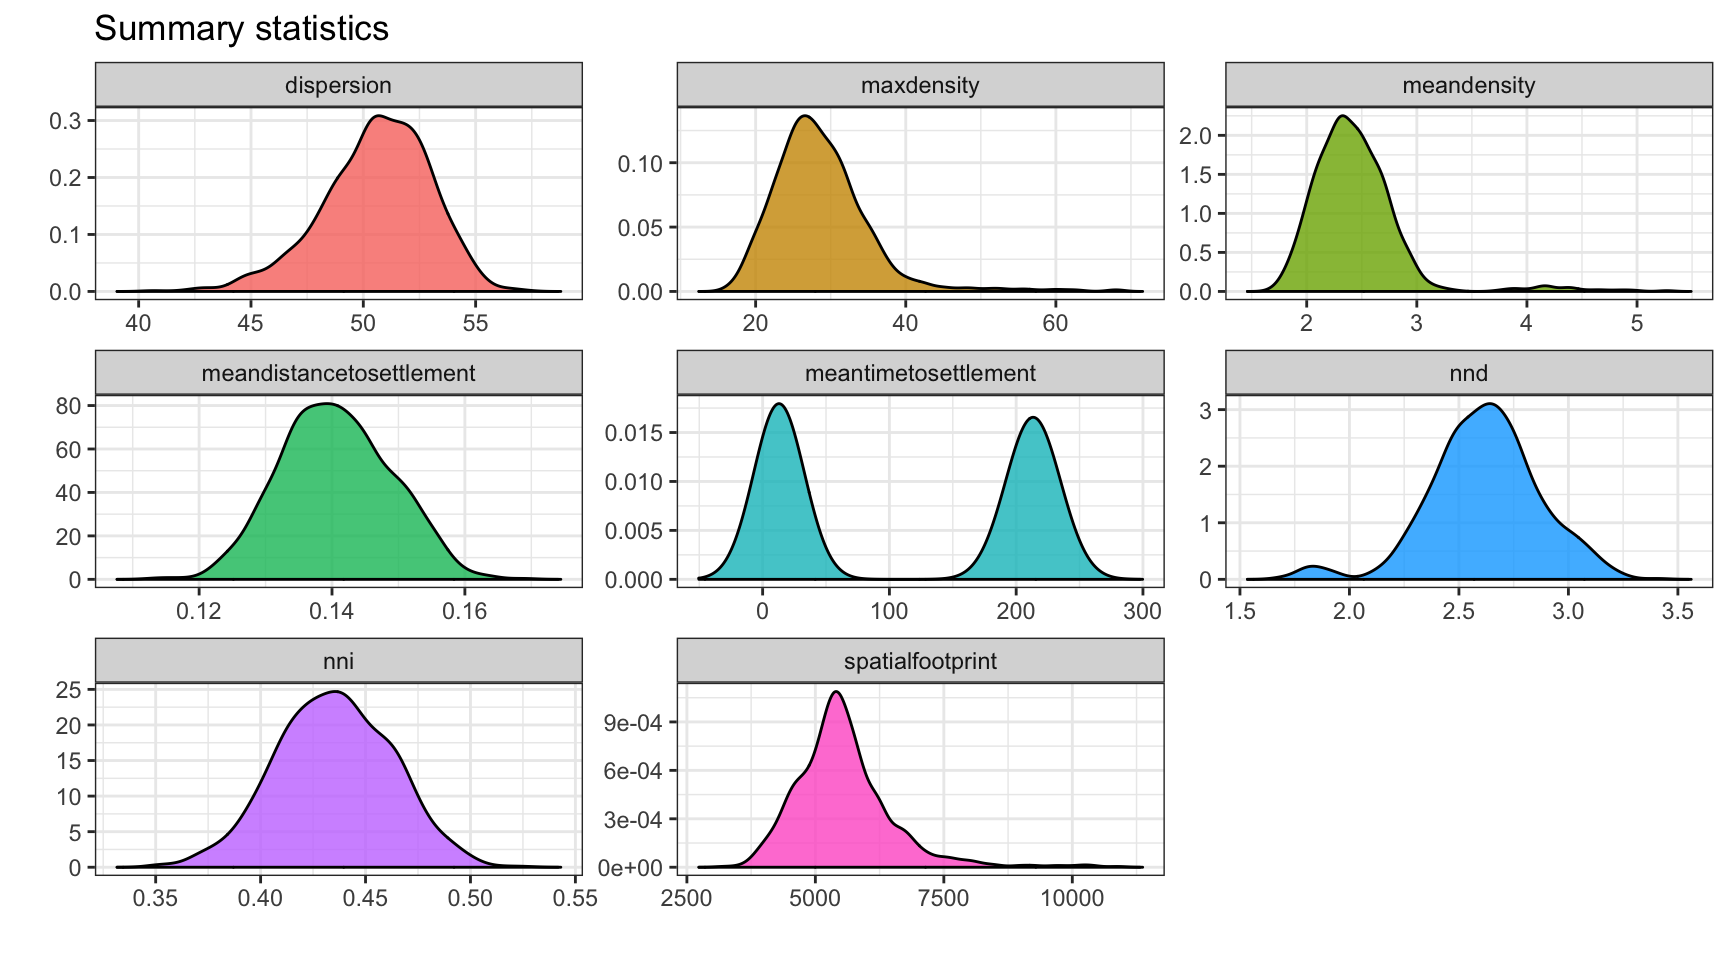 Summary statistics
dispersion
0.3
0.2
0.1
0.0
40 45 50 55
maxdensity
0.10
0.05
0.00
20 40 60
meandensity
2.0
1.5
1.0
0.5
0.0
2 3 4 5
meandistancetosettlement
80
60
40
20
0
0.12 0.14 0.16
meantimetosettlement
0.015
0.010
0.005
0.000
0 100 200 300
nnd
3
2
1
0
1.5 2.0 2.5 3.0 3.5
nni
25
20
15
10
5
0
0.35 0.40 0.45 0.50 0.55
spatialfootprint
9e-04
6e-04
3e-04
0e+00
2500 5000 7500 10000